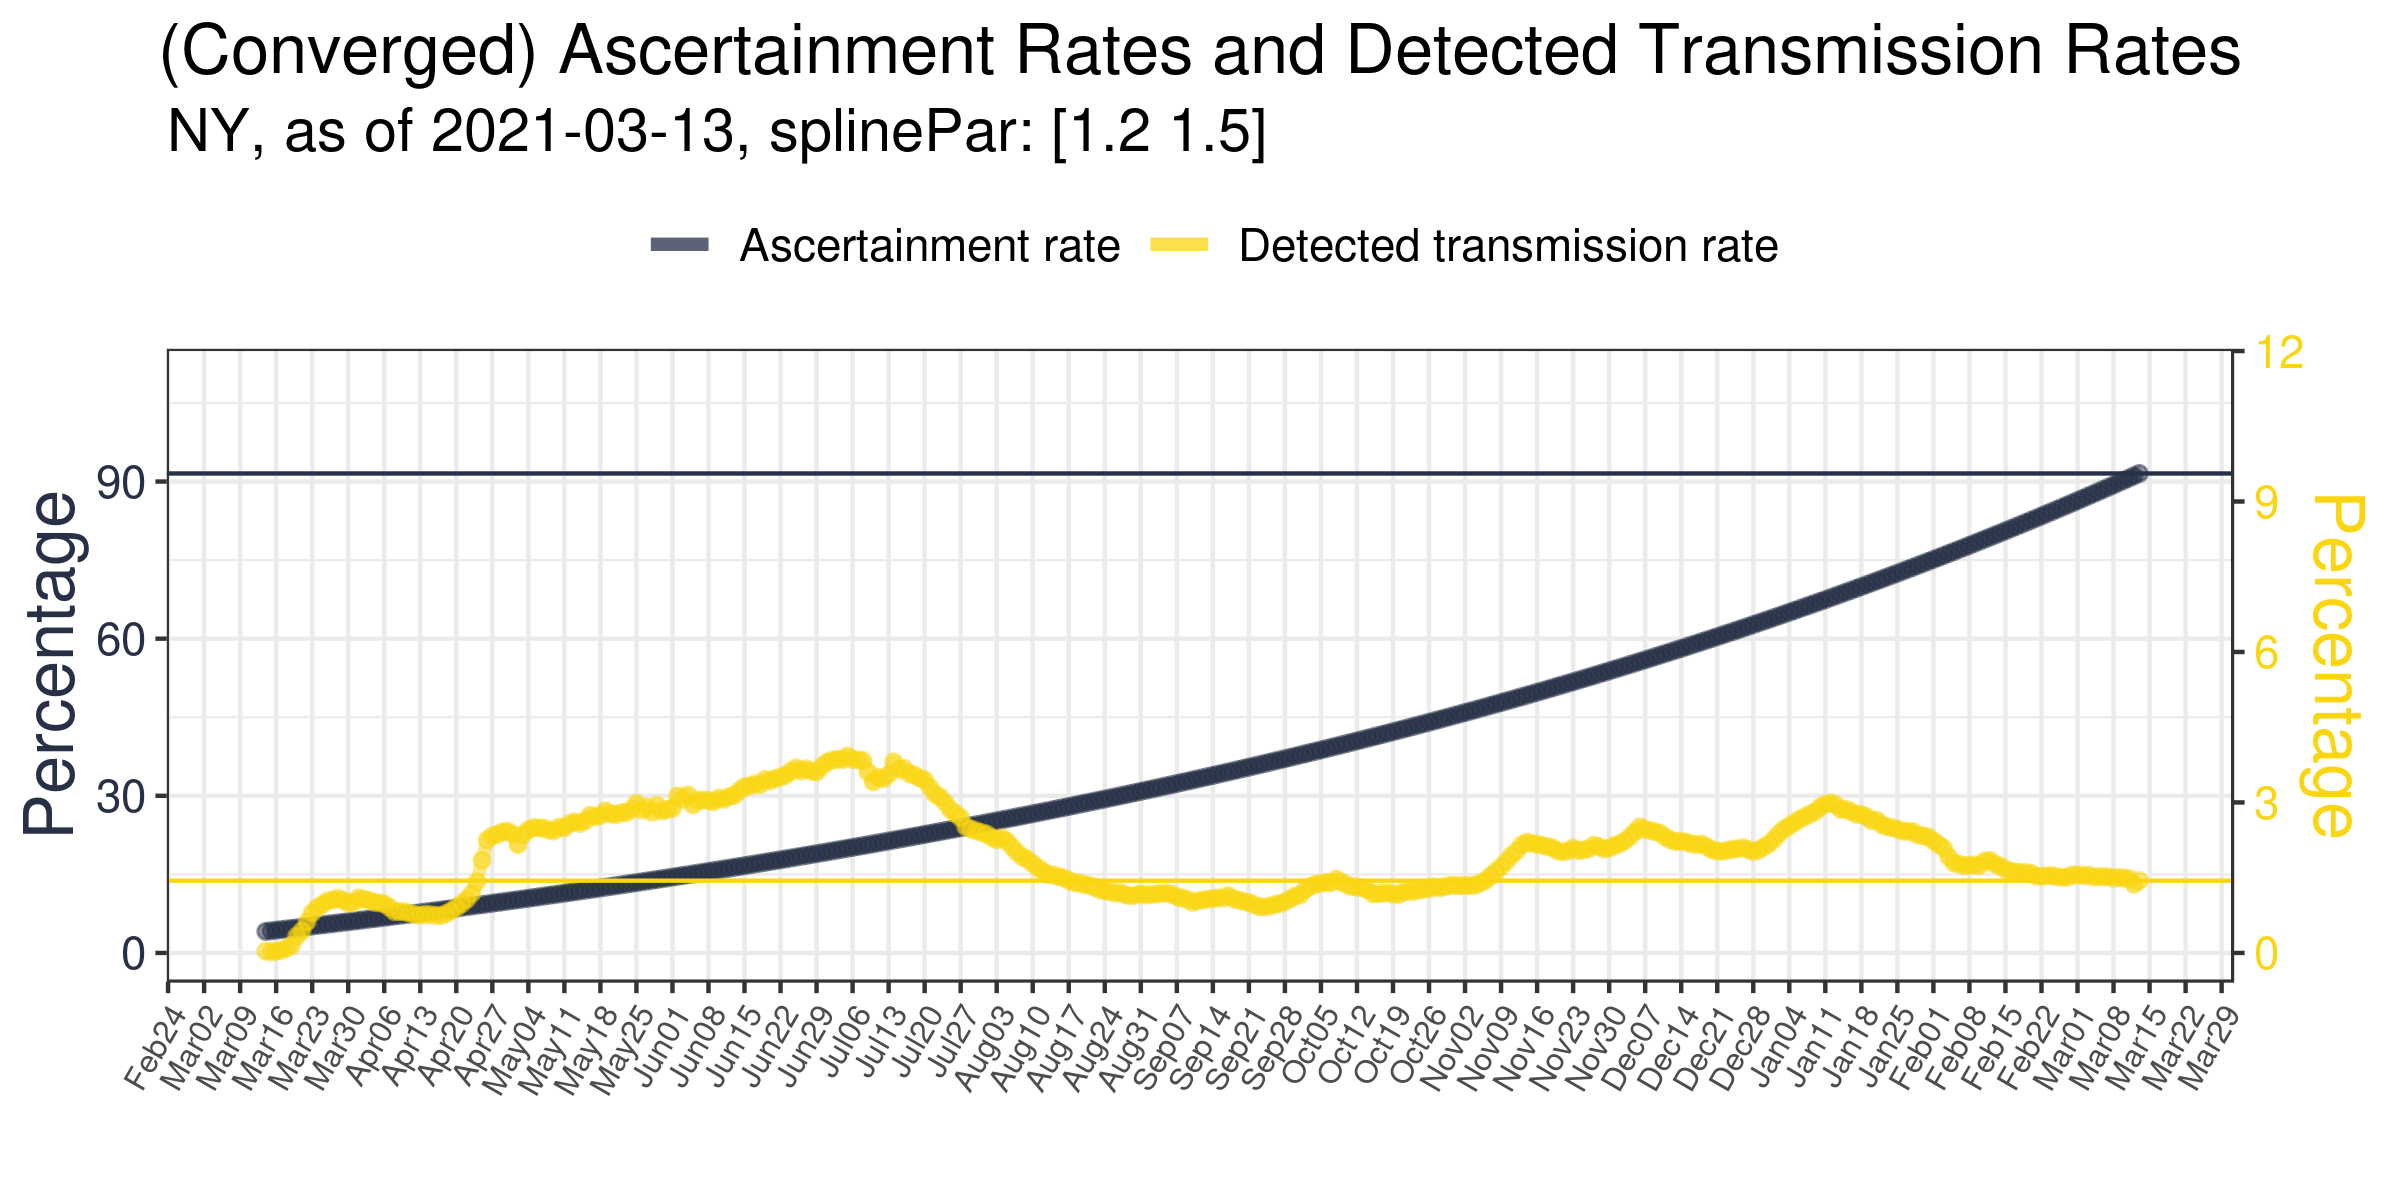 (Converged) Ascertainment Rates and Detected Transmission Rates
NY, as of 2021-03-13, splinePar: [1.2 1.5]
Ascertainment rate Detected transmission rate
Percentage
90
60
30
0
12
9
6
3
0
Percentage
Feb24 Mar02 Mar09 Mar16 Mar23 Mar30 Apr06 Apr13 Apr20 Apr27 May04 May11 May18 May25 Jun01 Jun08 Jun15 Jun22 Jun29 Jul06 Jul13 Jul20 Jul27 Aug03 Aug10 Aug17 Aug24 Aug31 Sep07 Sep14 Sep21 Sep28 Oct05 Oct12 Oct19 Oct26 Nov02 Nov09 Nov16 Nov23 Nov30 Dec07 Dec14 Dec21 Dec28 Jan04 Jan11 Jan18 Jan25 Feb01 Feb08 Feb15 Feb22 Mar01 Mar08 Mar15 Mar22 Mar29